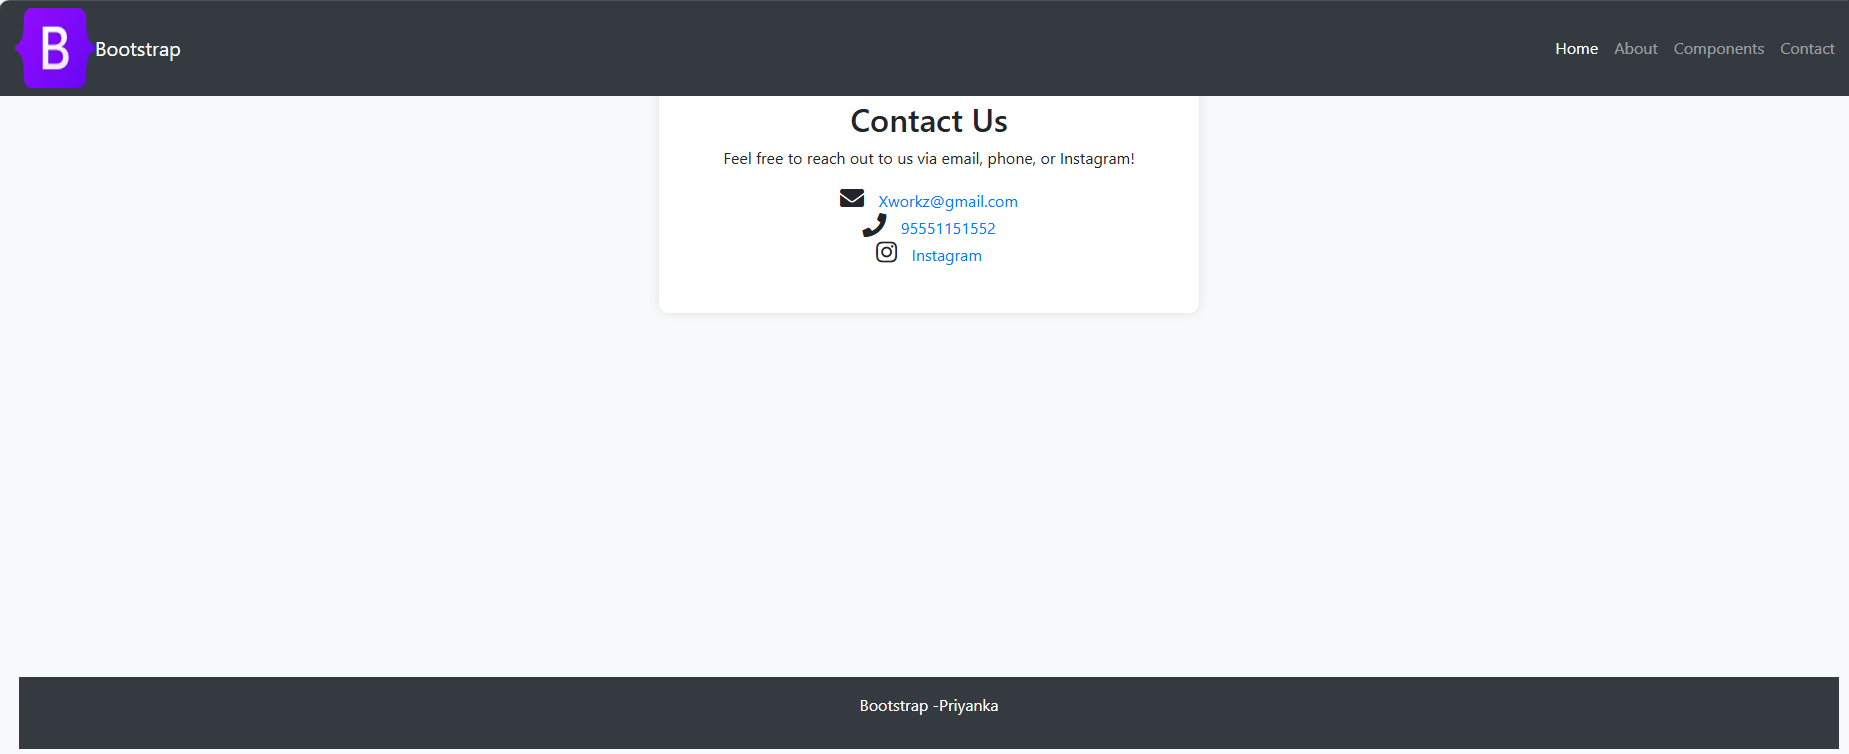 B Bootstrap Home About Components Contact
Contact Us
Feel free to reach out to us via email, phone, or Instagram!
Xworkz@gmail.com
95551151552
Instagram
Bootstrap -Priyanka